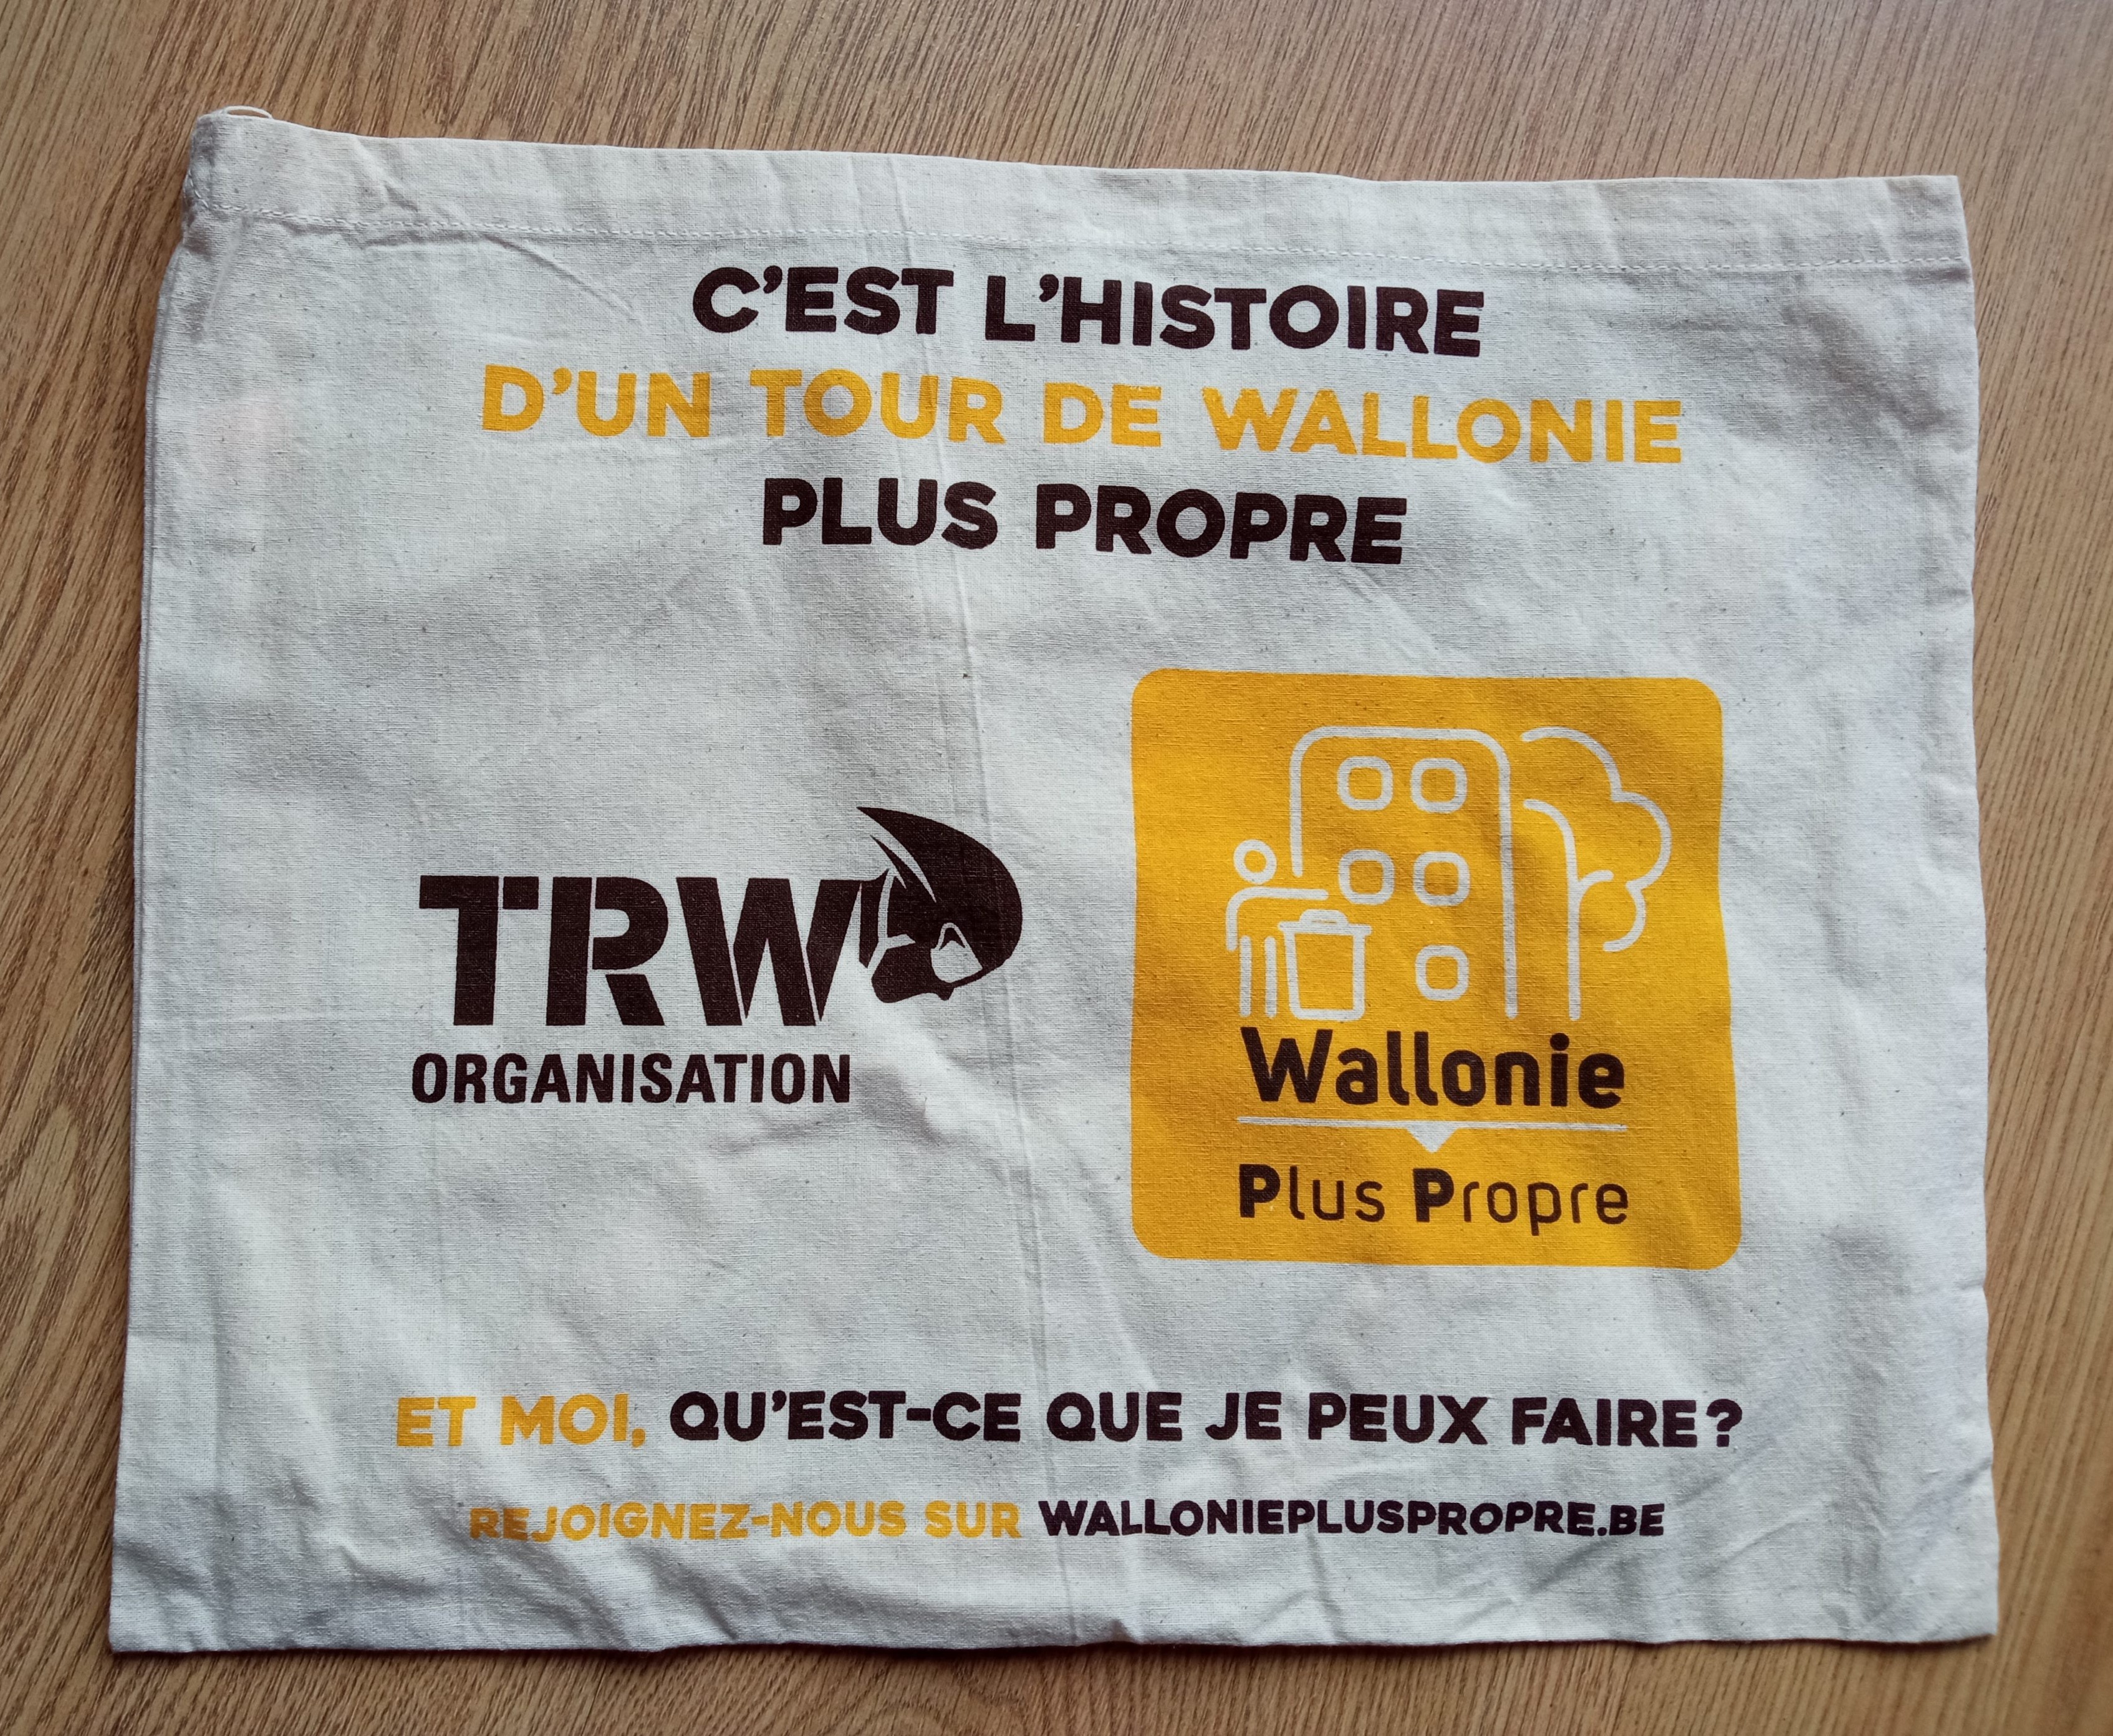 C'EST L'HISTOIRE
D'UN TOUR DE WALLONIE
PLUS PROPRE
TRW
ORGANISATION
Wallonie
Plus Propre
ET MOI, QU'EST-CE QUE JE PEUX FAIRE?
REJOIGNEZ-NOUS SUR WALLONIEPLUSPROPRE.BE